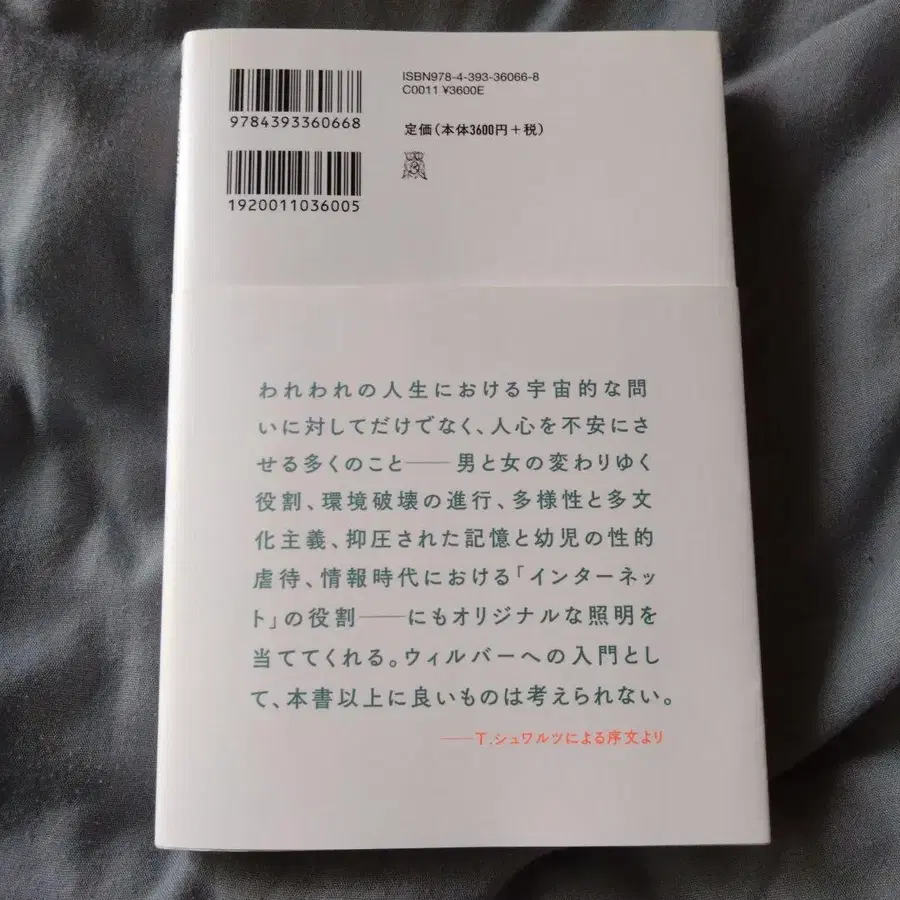 ISBN978-4-393-36066-8
C0011 ¥3600E
9784393360668
定価(本体3600円+税)
1920011036005
われわれの人生における宇宙的な問
いに対してだけでなく、人心を不安にさ
せる多くのこと――男と女の変わりゆく
役割、環境破壊の進行、多様性と多文
化主義、抑圧された記憶と幼児の性的
虐待、情報時代における「インターネッ
ト」の役割――にもオリジナルな照明を
当ててくれる。ウィルバーへの入門とし
て、本書以上に良いものは考えられない。
――T.シュワルツによる序文より